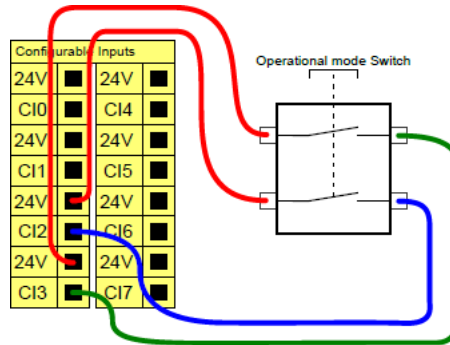 Configurable Inputs
Operational mode Switch
24V 24V
CI0 CI4
24V 24V
CI1 CI5
24V 24V
CI2 CI6
24V 24V
CI3 CI7